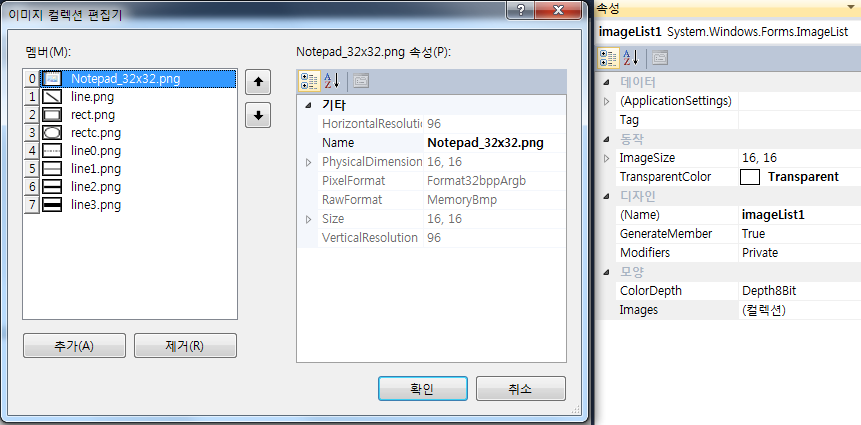 이미지 컬렉션 편집기
멤버(M):
0 Notepad_32x32.png
1 line.png
2 rect.png
3 rectc.png
4 line0.png
5 line1.png
6 line2.png
7 line3.png
추가(A) 제거(R)
Notepad_32x32.png 속성(P):
기타
HorizontalResolutio 96
Name Notepad_32x32.png
PhysicalDimension 16, 16
PixelFormat Format32bppArgb
RawFormat MemoryBmp
Size 16, 16
VerticalResolution 96
확인 취소
속성
imageList1 System.Windows.Forms.ImageList
데이터
(ApplicationSettings)
Tag
동작
ImageSize 16, 16
TransparentColor Transparent
디자인
(Name) imageList1
GenerateMember True
Modifiers Private
모양
ColorDepth Depth8Bit
Images (컬렉션)